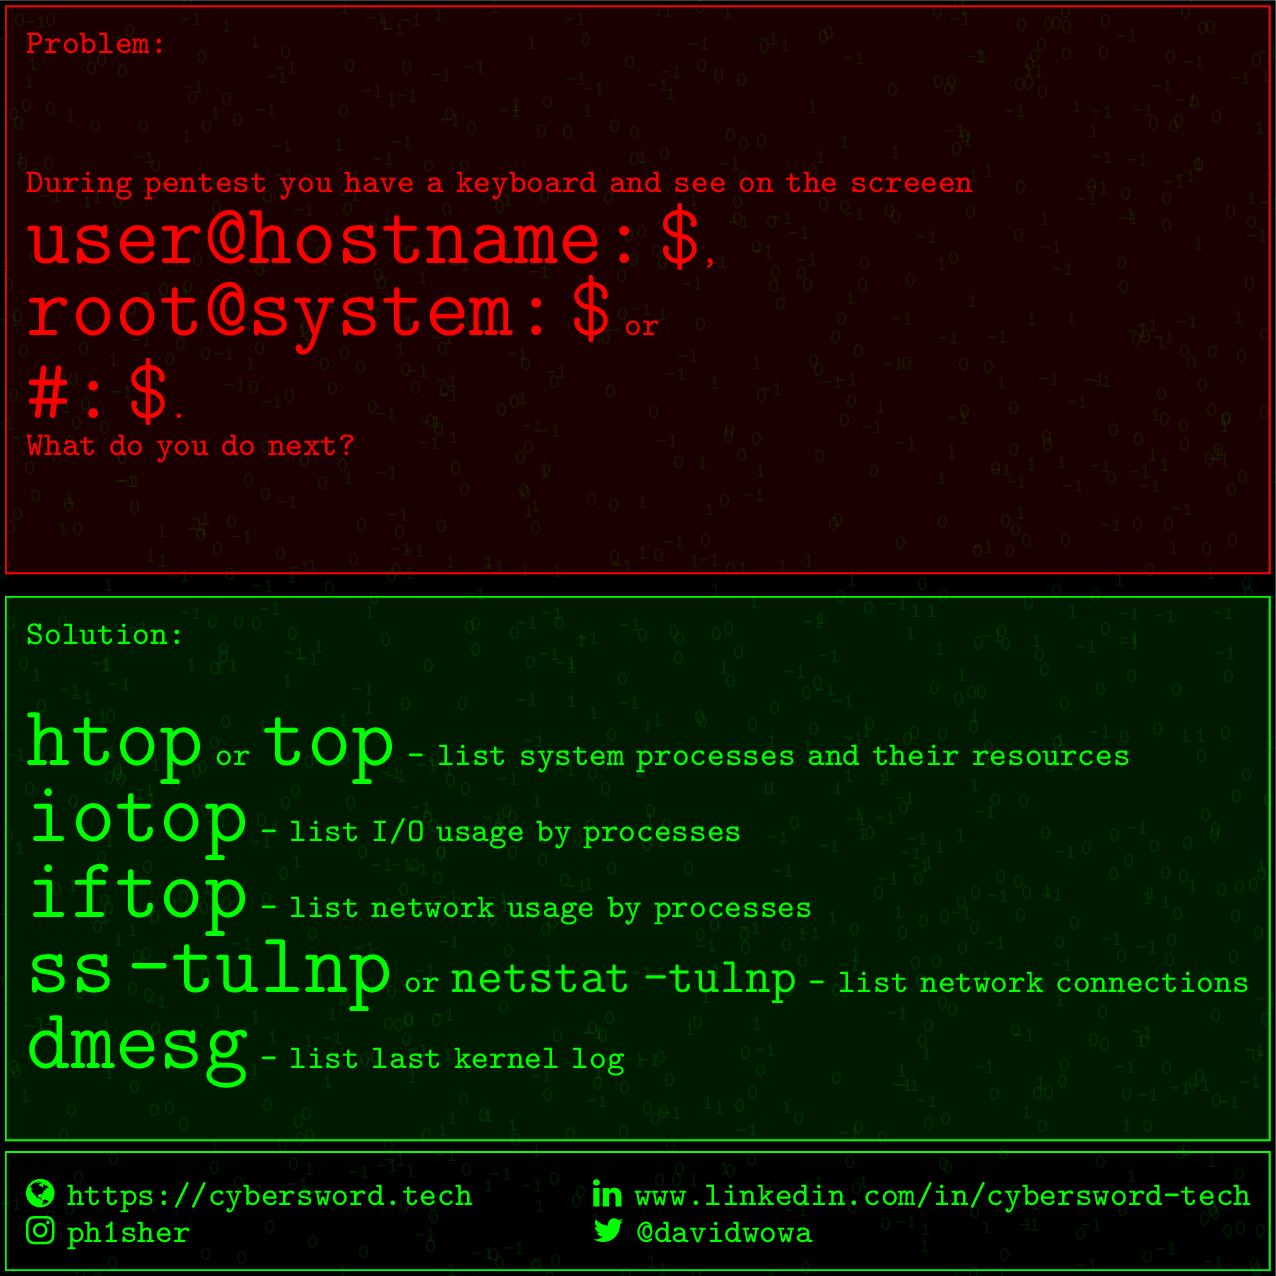 Problem:
During pentest you have a keyboard and see on the screeen
user@hostname:$,
root@system:$ or
#:$.
What do you do next?
Solution:
htop or top - list system processes and their resources
iotop - list I/O usage by processes
iftop - list network usage by processes
ss -tulnp or netstat -tulnp - list network connections
dmesg - list last kernel log
https://cybersword.tech
www.linkedin.com/in/cybersword-tech
ph1sher
@davidwowa